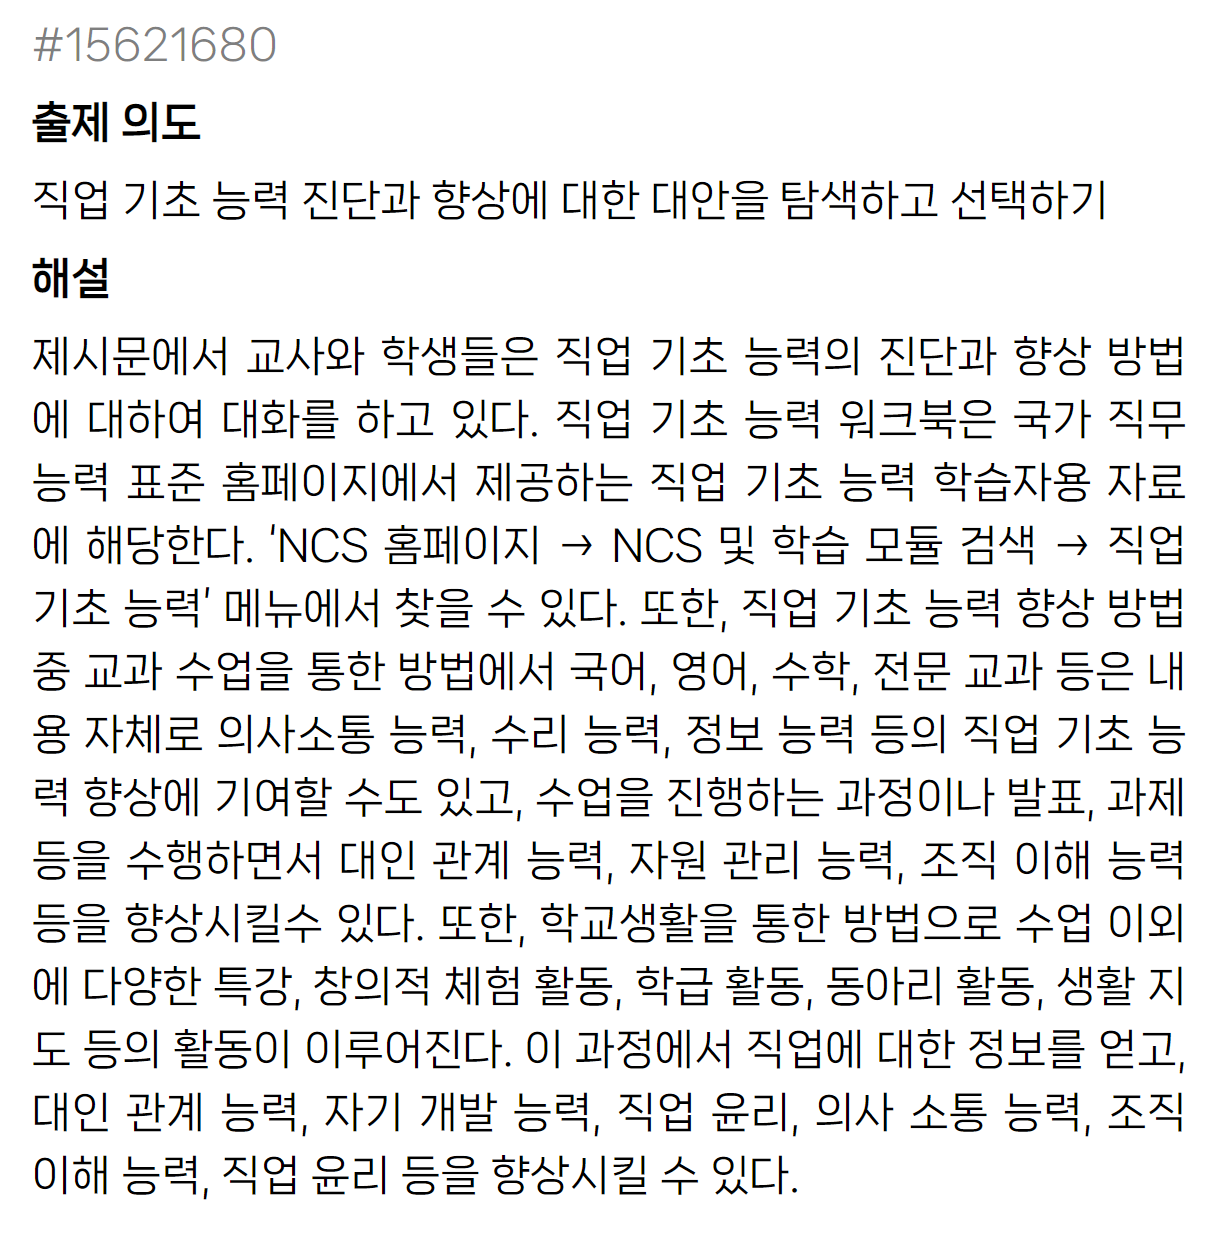 #15621680
출제 의도
직업 기초 능력 진단과 향상에 대한 대안을 탐색하고 선택하기
해설
제시문에서 교사와 학생들은 직업 기초 능력의 진단과 향상 방법
에 대하여 대화를 하고 있다. 직업 기초 능력 워크북은 국가 직무
능력 표준 홈페이지에서 제공하는 직업 기초 능력 학습자용 자료
에 해당한다. ‘NCS 홈페이지 → NCS 및 학습 모듈 검색 → 직업
기초 능력’ 메뉴에서 찾을 수 있다. 또한, 직업 기초 능력 향상 방법
중 교과 수업을 통한 방법에서 국어, 영어, 수학, 전문 교과 등은 내
용 자체로 의사소통 능력, 수리 능력, 정보 능력 등의 직업 기초 능
력 향상에 기여할 수도 있고, 수업을 진행하는 과정이나 발표, 과제
등을 수행하면서 대인 관계 능력, 자원 관리 능력, 조직 이해 능력
등을 향상시킬수 있다. 또한, 학교생활을 통한 방법으로 수업 이외
에 다양한 특강, 창의적 체험 활동, 학급 활동, 동아리 활동, 생활 지
도 등의 활동이 이루어진다. 이 과정에서 직업에 대한 정보를 얻고,
대인 관계 능력, 자기 개발 능력, 직업 윤리, 의사 소통 능력, 조직
이해 능력, 직업 윤리 등을 향상시킬 수 있다.